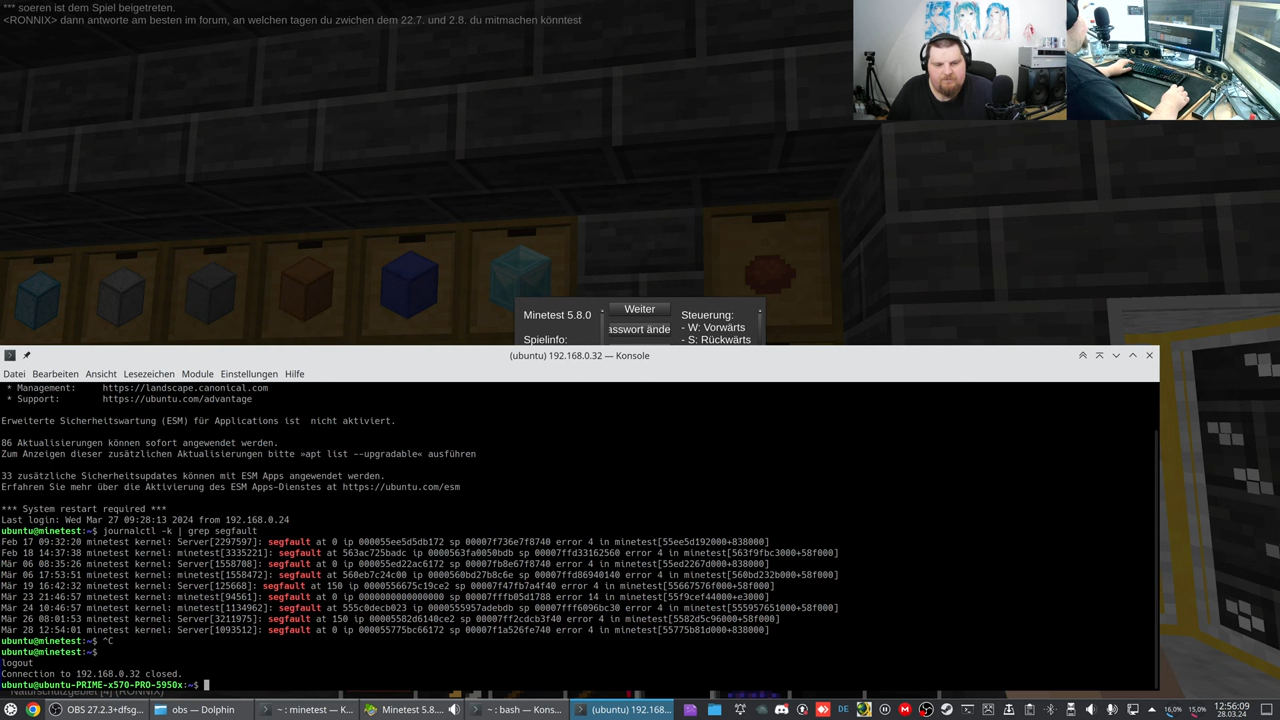 *** soeren ist dem Spiel beigetreten.
<RONNIX> dann antworte am besten im forum, an welchen tagen du zwichen dem 22.7. und 2.8. du mitmachen könntest
Minetest 5.8.0
Spielinfo:
Weiter
asswort ände
Steuerung:
- W: Vorwärts
- S: Rückwärts
(ubuntu) 192.168.0.32 — Konsole
Datei Bearbeiten Ansicht Lesezeichen Module Einstellungen Hilfe
* Management: https://landscape.canonical.com
* Support: https://ubuntu.com/advantage
Erweiterte Sicherheitswartung (ESM) für Applications ist nicht aktiviert.
86 Aktualisierungen können sofort angewendet werden.
Zum Anzeigen dieser zusätzlichen Aktualisierungen bitte »apt list --upgradable« ausführen
33 zusätzliche Sicherheitsupdates können mit ESM Apps angewendet werden.
Erfahren Sie mehr über die Aktivierung des ESM Apps-Dienstes at https://ubuntu.com/esm
*** System restart required ***
Last login: Wed Mar 27 09:28:13 2024 from 192.168.0.24
ubuntu@minetest:~$ journalctl -k | grep segfault
Feb 17 09:32:20 minetest kernel: Server[2297597]: segfault at 0 ip 000055ee5d5db172 sp 00007f736e7f8740 error 4 in minetest[55ee5d192000+838000]
Feb 18 14:37:38 minetest kernel: minetest[3335221]: segfault at 563ac725badc ip 0000563fa0050bdb sp 00007ffd33162560 error 4 in minetest[563f9fbc3000+58f000]
Mär 06 08:35:26 minetest kernel: Server[1558708]: segfault at 0 ip 000055ed22ac6172 sp 00007fb8e67f8740 error 4 in minetest[55ed2267d000+838000]
Mär 06 17:53:51 minetest kernel: minetest[1558472]: segfault at 560eb7c24c00 ip 0000560bd27b8c6e sp 00007ffd86940140 error 4 in minetest[560bd232b000+58f000]
Mär 19 16:42:32 minetest kernel: Server[125668]: segfault at 150 ip 0000556675c19ce2 sp 00007f47fb7a4f40 error 4 in minetest[55667576f000+58f000]
Mär 23 21:46:57 minetest kernel: minetest[94561]: segfault at 0 ip 0000000000000000 sp 00007fffb05d1788 error 14 in minetest[55f9cef44000+e3000]
Mär 24 10:46:57 minetest kernel: minetest[1134962]: segfault at 555c0decb023 ip 0000555957adebdb sp 00007fff6096bc30 error 4 in minetest[555957651000+58f000]
Mär 26 08:01:53 minetest kernel: Server[3211975]: segfault at 150 ip 00005582d6140ce2 sp 00007ff2cdcb3f40 error 4 in minetest[5582d5c96000+58f000]
Mär 28 12:54:01 minetest kernel: Server[1093512]: segfault at 0 ip 000055775bc66172 sp 00007f1a526fe740 error 4 in minetest[55775b81d000+838000]
ubuntu@minetest:~$ ^C
ubuntu@minetest:~$
logout
Connection to 192.168.0.32 closed.
ubuntu@ubuntu-PRIME-x570-PRO-5950x:~$
Naturschutzgebiet [4] (RONNIX)
OBS 27.2.3+dfsg... obs — Dolphin ~ : minetest — K... Minetest 5.8.... ~ : bash — Kons... (ubuntu) 192.168... DE 16,0% 15,0% 12:56:09
28.03.24